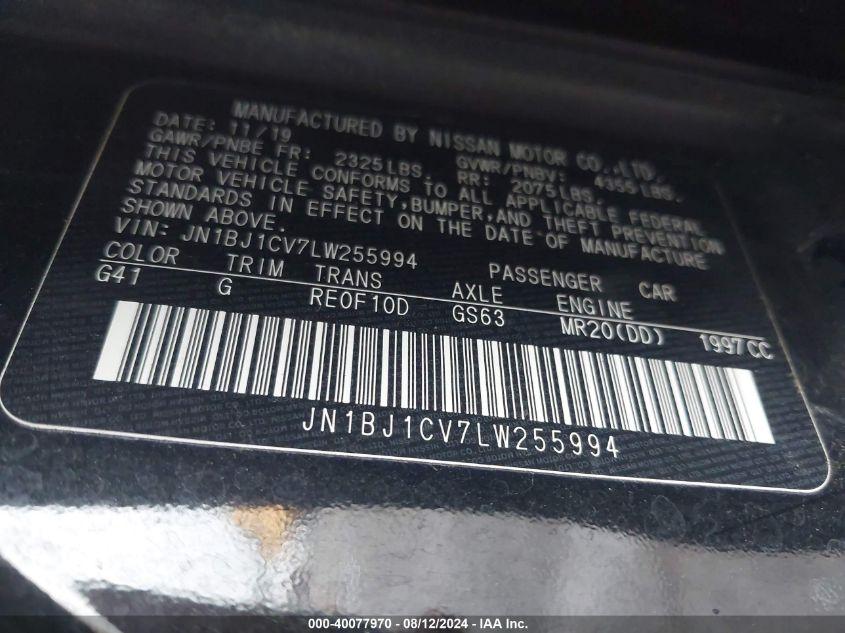 MANUFACTURED BY NISSAN MOTOR CO.,LTD.
DATE: 11/19 GVWR/PNBV: 4355LBS.
GAWR/PNBE FR: 2325LBS. RR: 2075LBS.
THIS VEHICLE CONFORMS TO ALL APPLICABLE FEDERAL
MOTOR VEHICLE SAFETY,BUMPER,AND THEFT PREVENTION
STANDARDS IN EFFECT ON THE DATE OF MANUFACTURE
SHOWN ABOVE.
VIN: JN1BJ1CV7LW255994 PASSENGER CAR
COLOR TRIM TRANS AXLE ENGINE
G41 G RE0F10D GS63 MR20(DD) 1997CC
JN1BJ1CV7LW255994
000-40077970 - 08/12/2024 - IAA Inc.